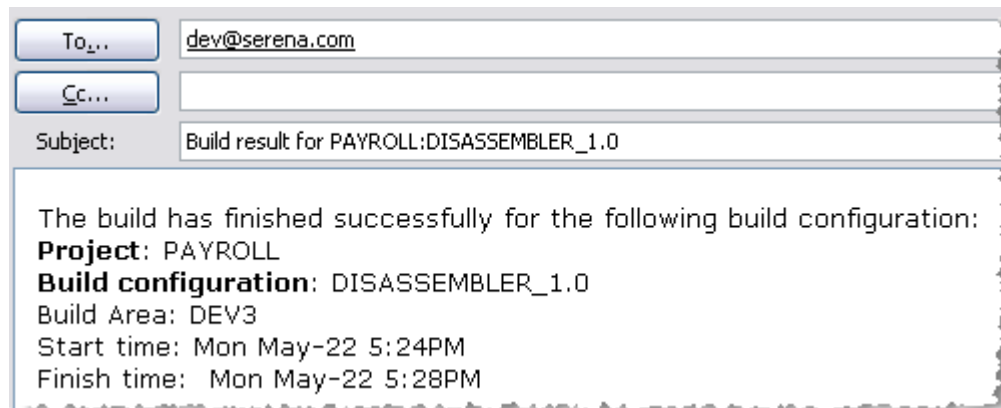 To... dev@serena.com
Cc...
Subject: Build result for PAYROLL:DISASSEMBLER_1.0
The build has finished successfully for the following build configuration:
Project: PAYROLL
Build configuration: DISASSEMBLER_1.0
Build Area: DEV3
Start time: Mon May-22 5:24PM
Finish time: Mon May-22 5:28PM